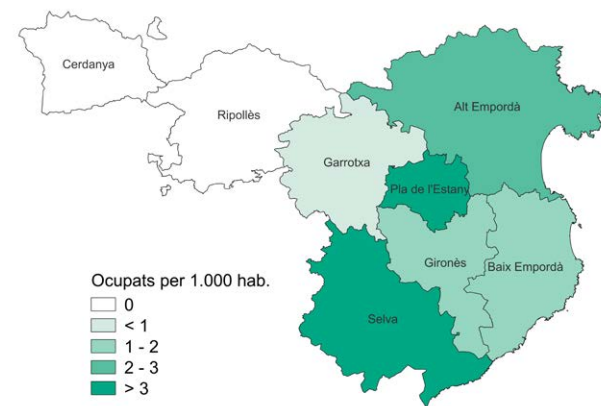 Cerdanya
Ripollès
Alt Empordà
Garrotxa
Pla de l'Estany
Gironès
Baix Empordà
Selva
Ocupats per 1.000 hab.
0
< 1
1 - 2
2 - 3
> 3